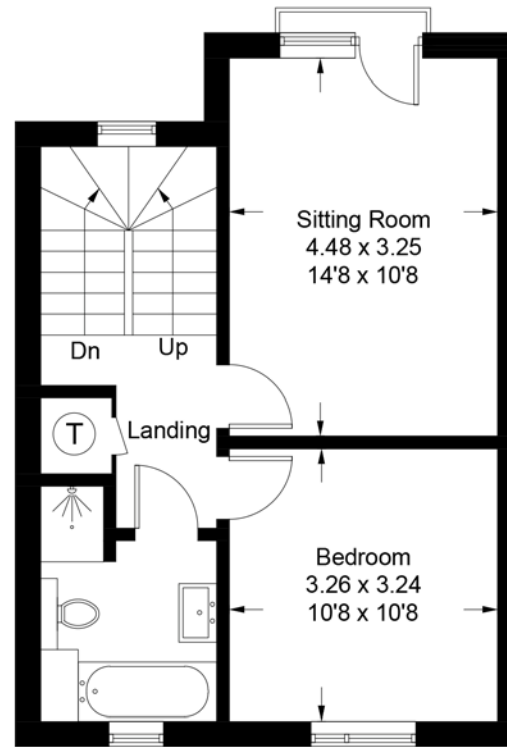 Sitting Room
4.48 x 3.25
14'8 x 10'8
Dn
Up
T
Landing
Bedroom
3.26 x 3.24
10'8 x 10'8